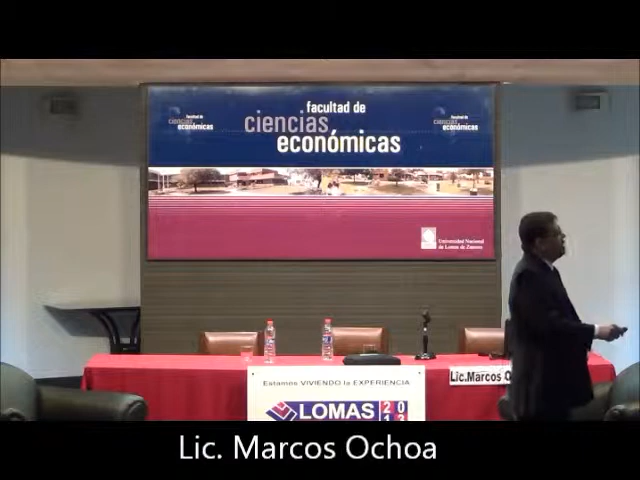 facultad de
ciencias
económicas
facultad de
ciencias
económicas
facultad de
ciencias
económicas
Universidad Nacional
de Lomas de Zamora
Lic.Marcos O
Estamos VIVIENDO la EXPERIENCIA
LOMAS 20
Lic. Marcos Ochoa